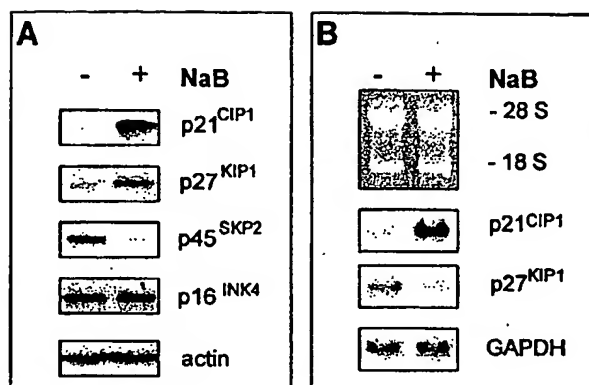 A
- + NaB
p21CIP1
p27KIP1
p45SKP2
p16INK4
actin
B
- + NaB
- 28 S
- 18 S
p21CIP1
p27KIP1
GAPDH